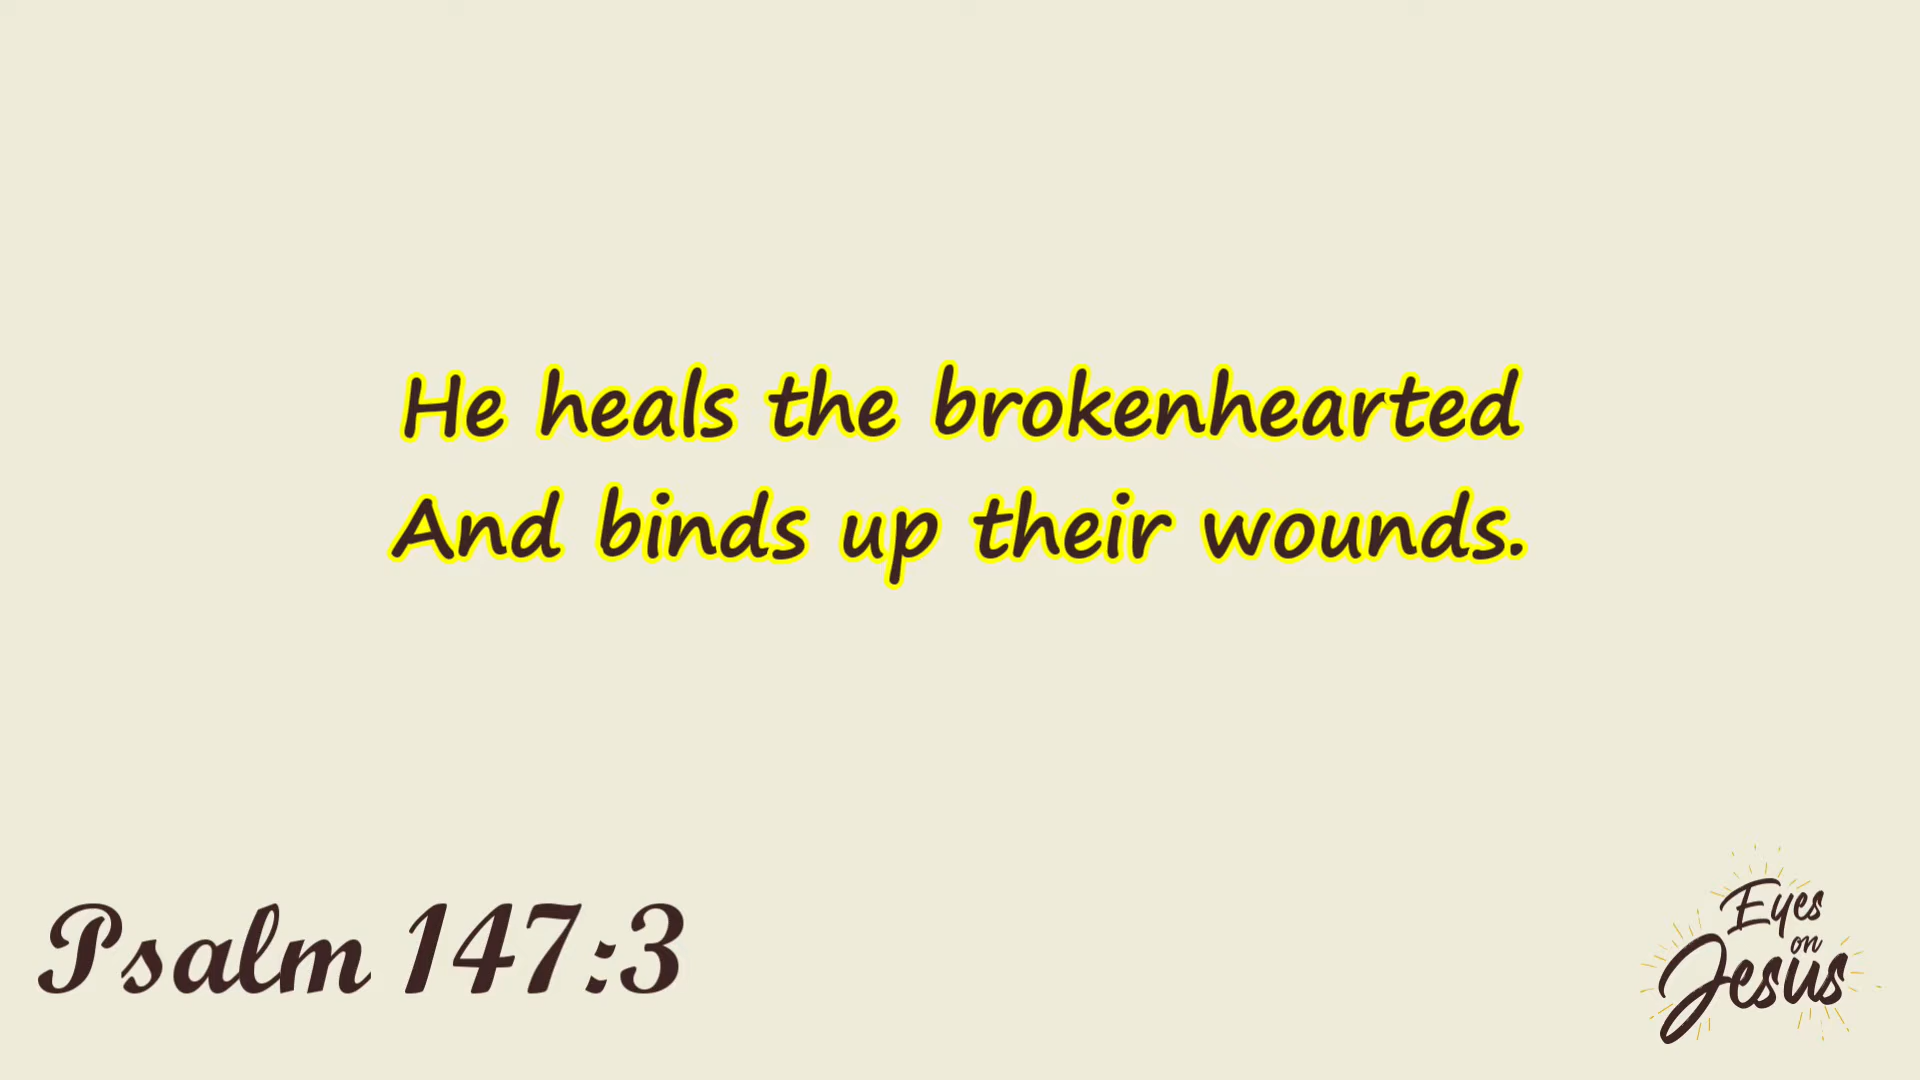 He heals the brokenhearted
And binds up their wounds.
Psalm 147:3
Eyes
on
Jesus